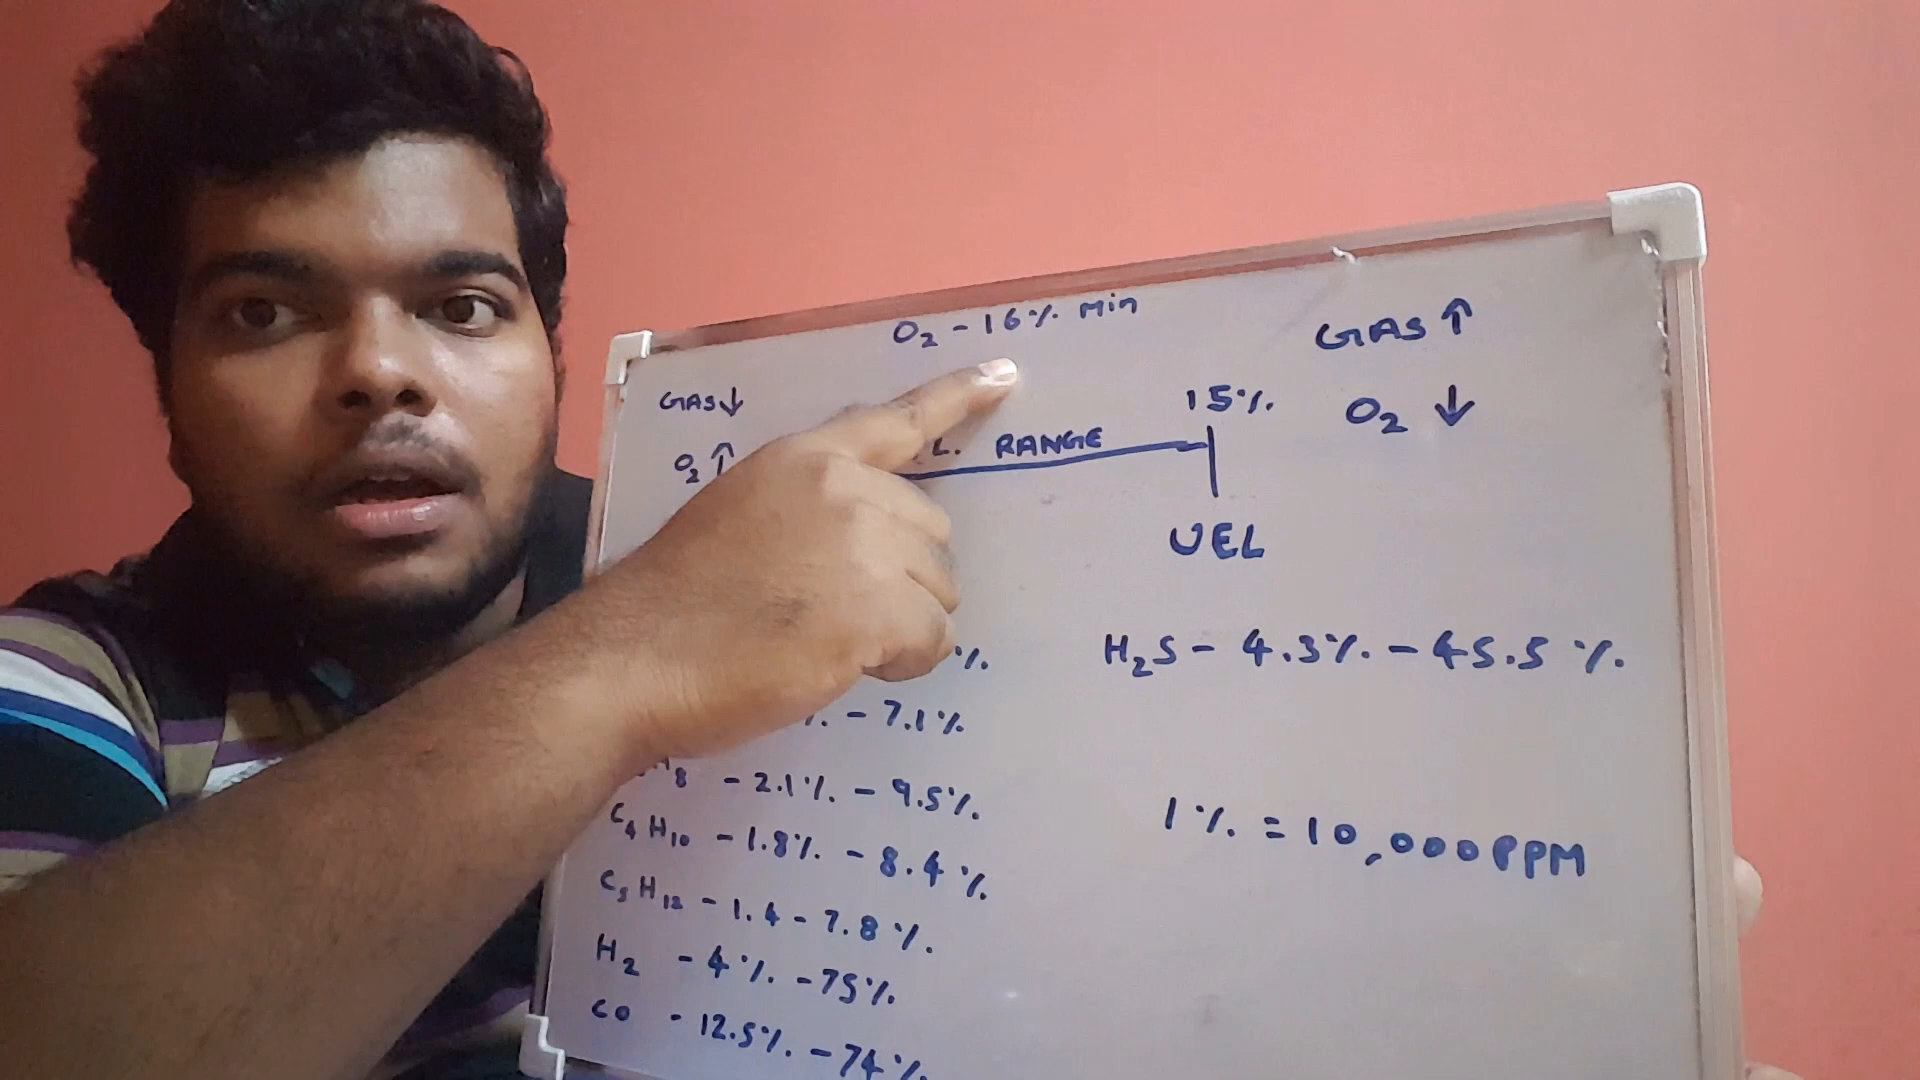 O2 - 16% Min
GAS↓
O2 ↑
L. RANGE
15%
UEL
GAS ↑
O2 ↓
%.
%. - 7.1%
H8 - 2.1% - 9.5%
C4H10 - 1.8% - 8.4%
C5H12 - 1.4 - 7.8%
H2 - 4% - 75%
CO - 12.5% - 74%
H2S - 4.3% - 45.5%
1% = 10,000PPM